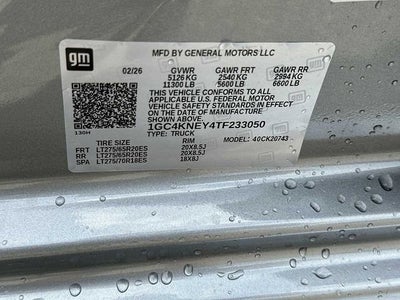 gm
MFD BY GENERAL MOTORS LLC
02/26 GVWR GAWR FRT GAWR RR
5126 KG 2540 KG 2994 KG
11300 LB 5600 LB 6600 LB
THIS VEHICLE CONFORMS TO ALL
APPLICABLE U.S. FEDERAL MOTOR
VEHICLE SAFETY STANDARDS IN EFFECT
ON THE DATE OF MANUFACTURE
SHOWN ABOVE.
1GC4KNEY4TF233050
TYPE: TRUCK MODEL: 4GCK20743
TIRE SIZE RIM
FRT LT275/65R20ES 20X8.5J
RR LT275/65R20ES 20X8.5J
SPA LT275/70R18ES 18X8J